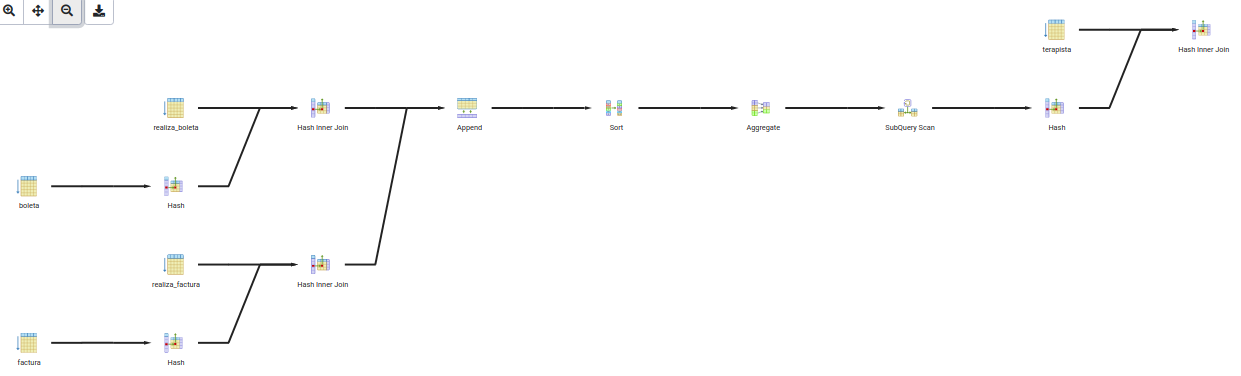 terapista
Hash Inner Join
realiza_boleta
Hash Inner Join
Append
Sort
Aggregate
SubQuery Scan
Hash
boleta
Hash
realiza_factura
Hash Inner Join
factura
Hash